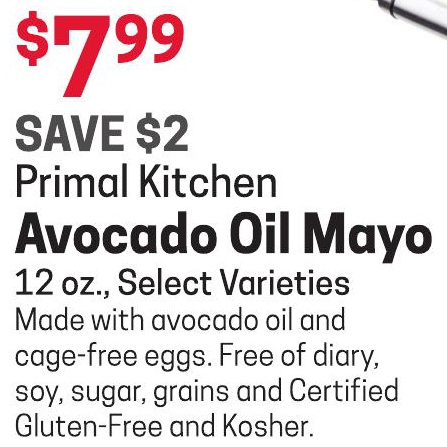 $7.99
SAVE $2
Primal Kitchen
Avocado Oil Mayo
12 oz., Select Varieties
Made with avocado oil and
cage-free eggs. Free of diary,
soy, sugar, grains and Certified
Gluten-Free and Kosher.